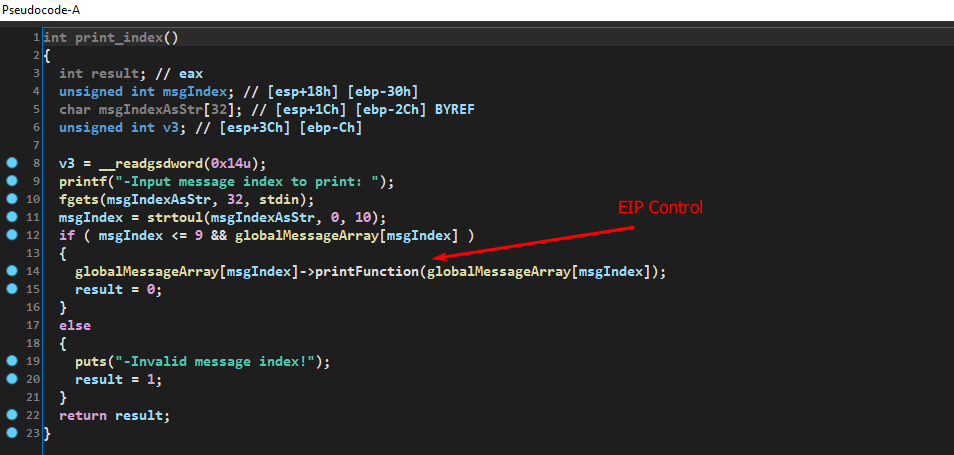 Pseudocode-A
1 int print_index()
2 {
3 int result; // eax
4 unsigned int msgIndex; // [esp+18h] [ebp-30h]
5 char msgIndexAsStr[32]; // [esp+1Ch] [ebp-2Ch] BYREF
6 unsigned int v3; // [esp+3Ch] [ebp-Ch]
7
8 v3 = __readgsdword(0x14u);
9 printf("-Input message index to print: ");
10 fgets(msgIndexAsStr, 32, stdin);
11 msgIndex = strtoul(msgIndexAsStr, 0, 10);
EIP Control
12 if ( msgIndex <= 9 && globalMessageArray[msgIndex] )
13 {
14 globalMessageArray[msgIndex]->printFunction(globalMessageArray[msgIndex]);
15 result = 0;
16 }
17 else
18 {
19 puts("-Invalid message index!");
20 result = 1;
21 }
22 return result;
23 }